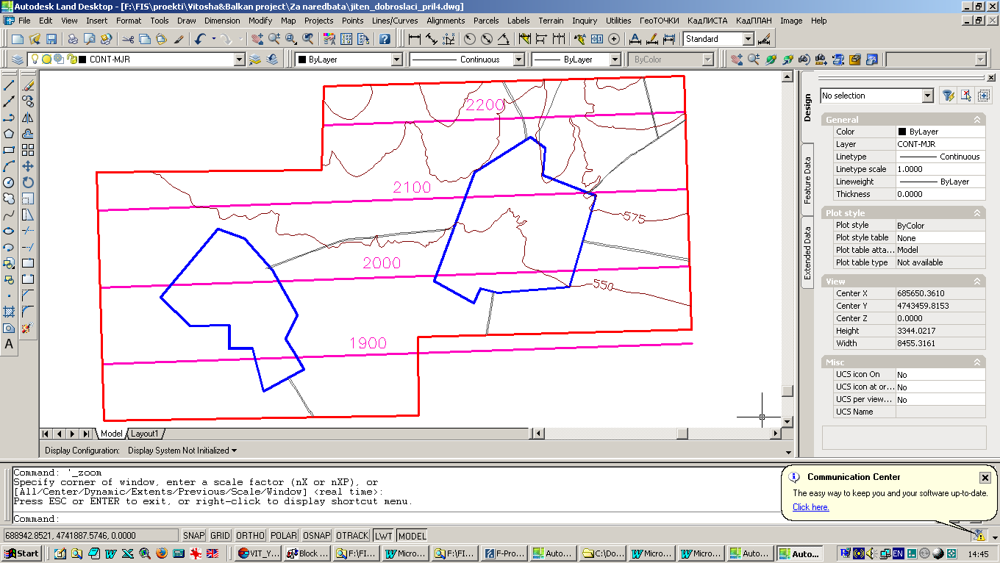 Autodesk Land Desktop - [F:\FIS\proekti\Vitosha&Balkan project\Za naredbata\jiten_dobroslaci_pril4.dwg]
File Edit View Insert Format Tools Draw Dimension Modify Map Projects Points Lines/Curves Alignments Parcels Labels Terrain Inquiry Utilities ГеоТОЧКИ КадЛИСТА КадПЛАН Image Help
Standard
CONT-MJR ByLayer Continuous ByLayer ByColor
2200
2100
575
2000
550
1900
Design
Feature Data
Extended Data
No selection
General
Color ByLayer
Layer CONT-MJR
Linetype Continuous
Linetype scale 1.0000
Lineweight ByLayer
Thickness 0.0000
Plot style
Plot style ByColor
Plot style table None
Plot table atta... Model
Plot table type Not available
View
Center X 685650.3610
Center Y 4743459.8153
Center Z 0.0000
Height 3344.0217
Width 8455.3161
Misc
UCS icon On No
UCS icon at or... No
UCS per view... No
UCS Name
Model Layout1
Display Configuration: Display System Not Initialized
Command: '_zoom
Specify corner of window, enter a scale factor (nX or nXP), or
[All/Center/Dynamic/Extents/Previous/Scale/Window] <real time>:
Press ESC or ENTER to exit, or right-click to display shortcut menu.
Command:
Communication Center
The easy way to keep you and your software up-to-date.
Click here.
688942.8521, 4741887.5746, 0.0000 SNAP GRID ORTHO POLAR OSNAP OTRACK LWT MODEL
Start VIT_Y... Block ... F:\FI... Micro... F:\FI... F-Pro... Auto... C:\Do... Micro... Micro... Auto... Auto... EN 14:45